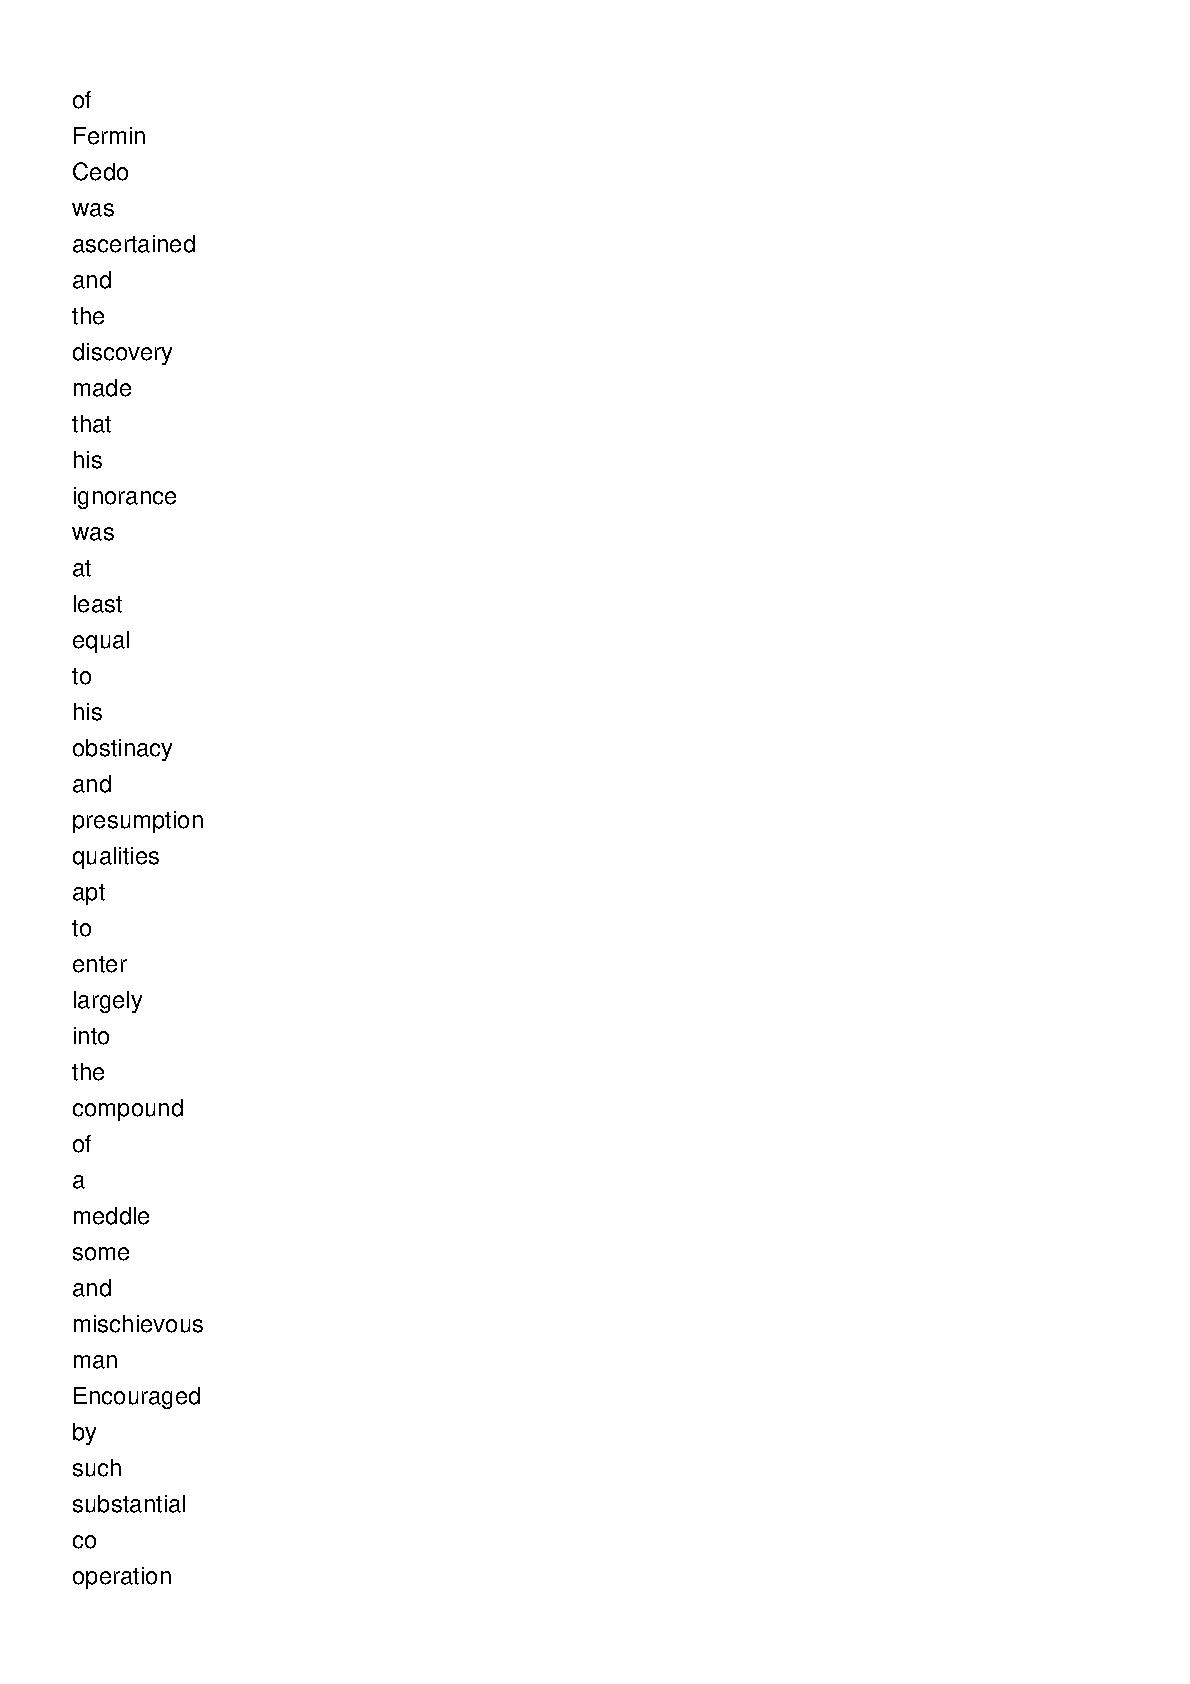 of
Fermin
Cedo
was
ascertained
and
the
discovery
made
that
his
ignorance
was
at
least
equal
to
his
obstinacy
and
presumption
qualities
apt
to
enter
largely
into
the
compound
of
a
meddle
some
and
mischievous
man
Encouraged
by
such
substantial
co
operation